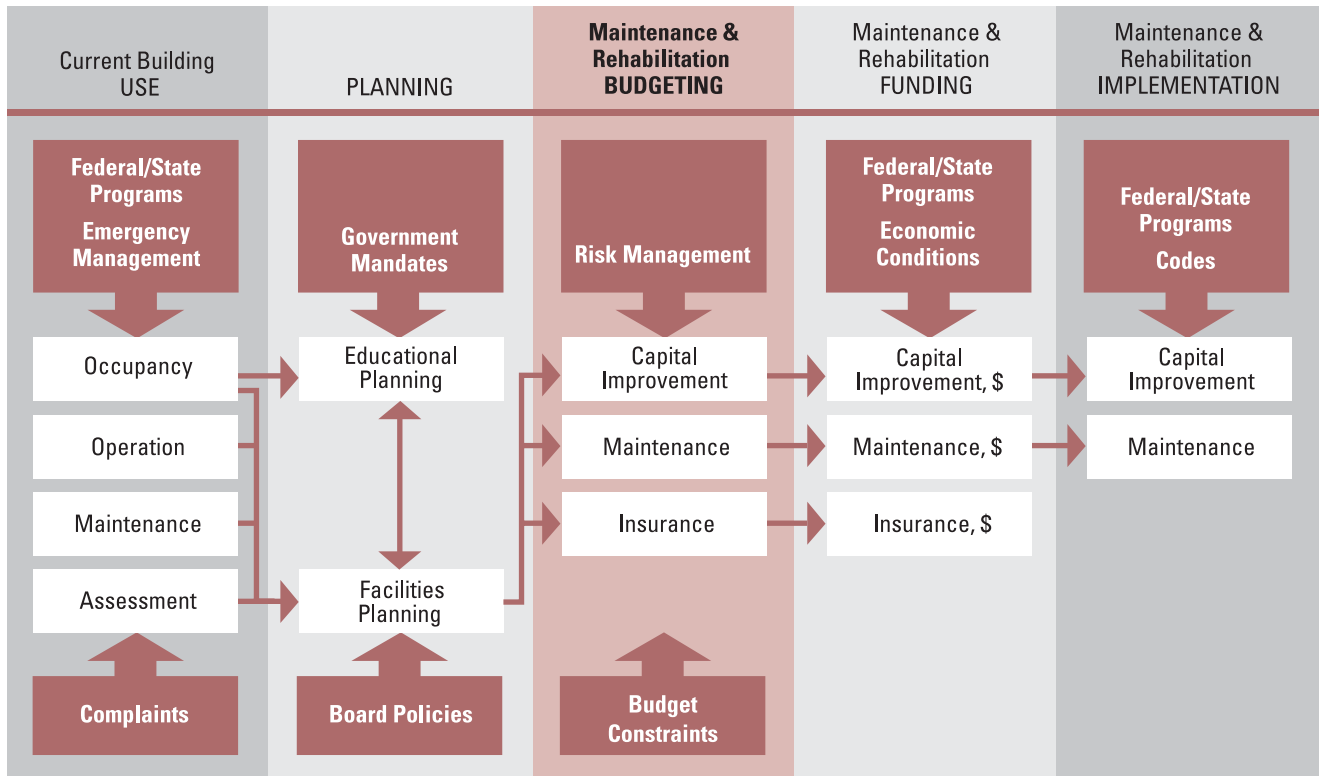 Current Building
USE
PLANNING
Maintenance &
Rehabilitation
BUDGETING
Maintenance &
Rehabilitation
FUNDING
Maintenance &
Rehabilitation
IMPLEMENTATION
Federal/State
Programs
Emergency
Management
Government
Mandates
Risk Management
Federal/State
Programs
Economic
Conditions
Federal/State
Programs
Codes
Occupancy
Operation
Maintenance
Assessment
Educational
Planning
Facilities
Planning
Capital
Improvement
Maintenance
Insurance
Capital
Improvement, $
Maintenance, $
Insurance, $
Capital
Improvement
Maintenance
Complaints
Board Policies
Budget
Constraints